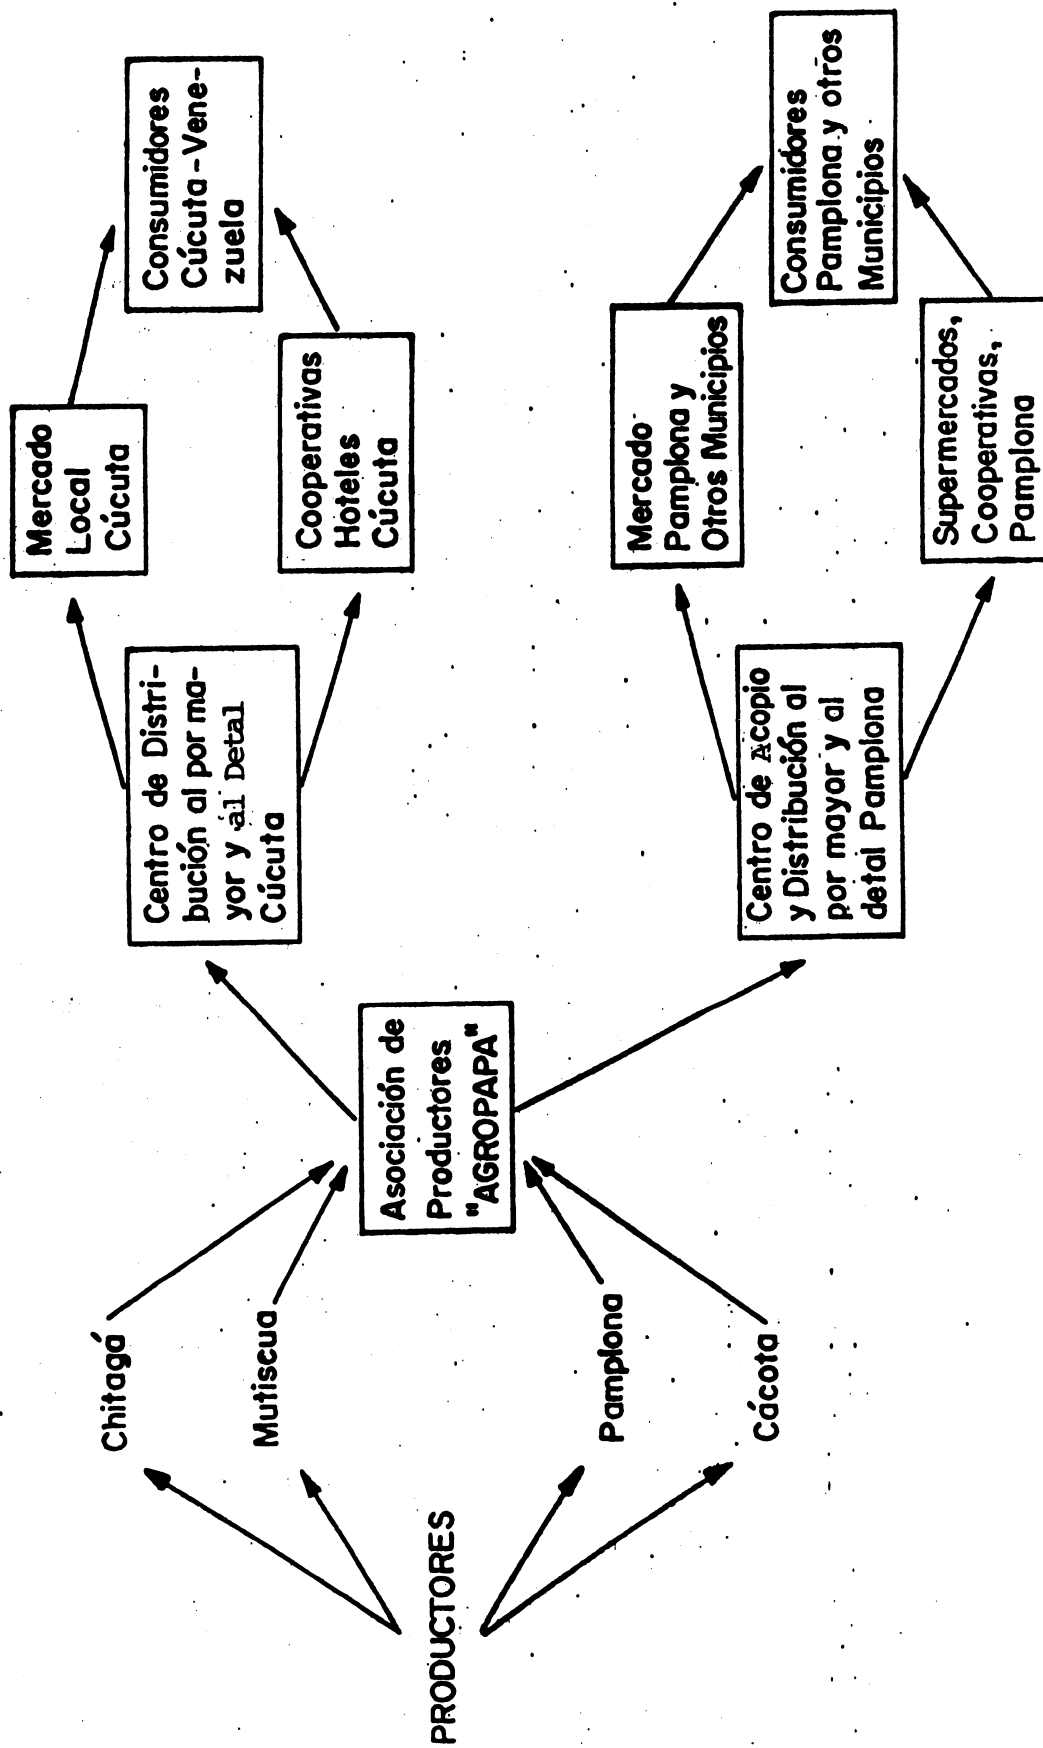 PRODUCTORES
Chitagá
Mutiscua
Pamplona
Cácota
Asociación de
Productores
"AGROPAPA"
Centro de Distri-
bución al por ma-
yor y al Detal
Cúcuta
Mercado
Local
Cúcuta
Cooperativas
Hoteles
Cúcuta
Consumidores
Cúcuta-Vene-
zuela
Centro de Acopio
y Distribución al
por mayor y al
detal Pamplona
Mercado
Pamplona y
Otros Municipios
Supermercados,
Cooperativas,
Pamplona
Consumidores
Pamplona y otros
Municipios